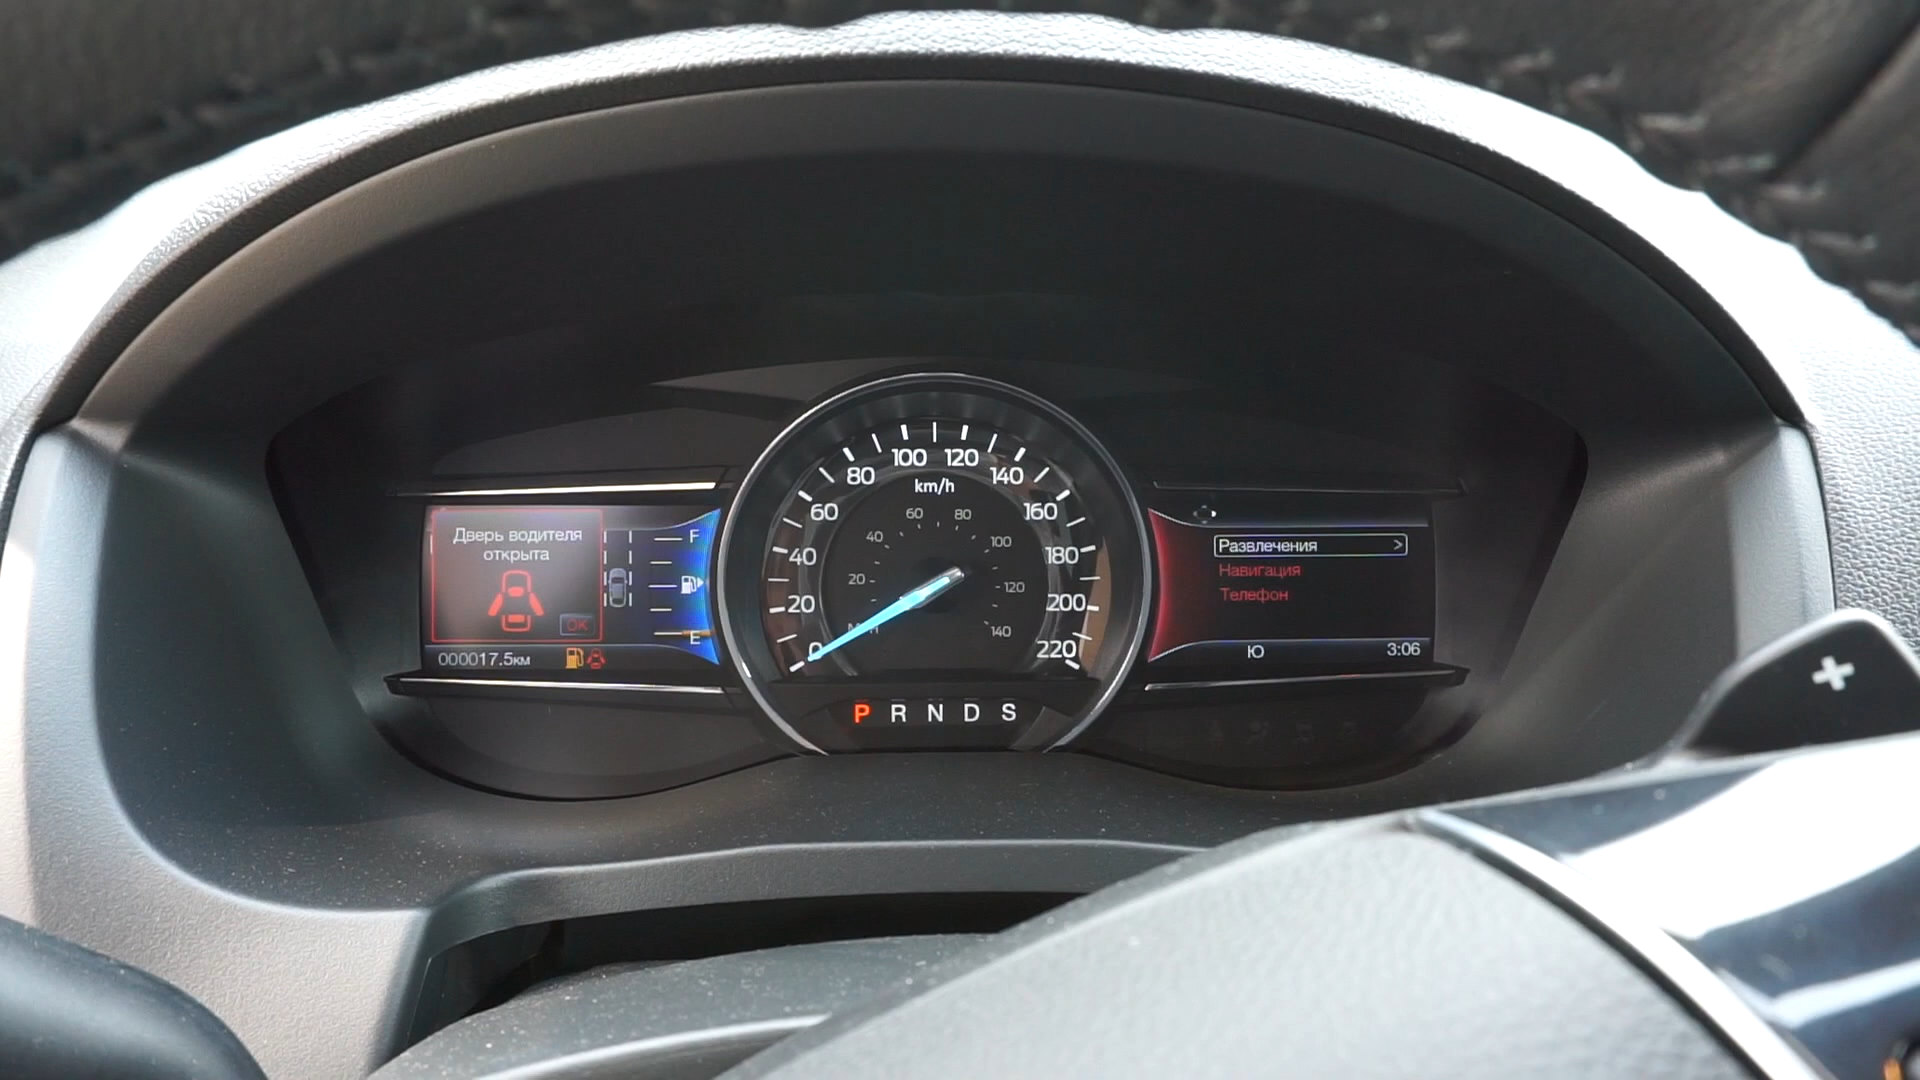 Дверь водителя
открыта
OK
F
E
000017.5км
0
20
40
60
80
100
120
140
160
180
200
220
km/h
20
40
60
80
100
120
140
P R N D S
Развлечения >
Навигация
Телефон
Ю 3:06
+